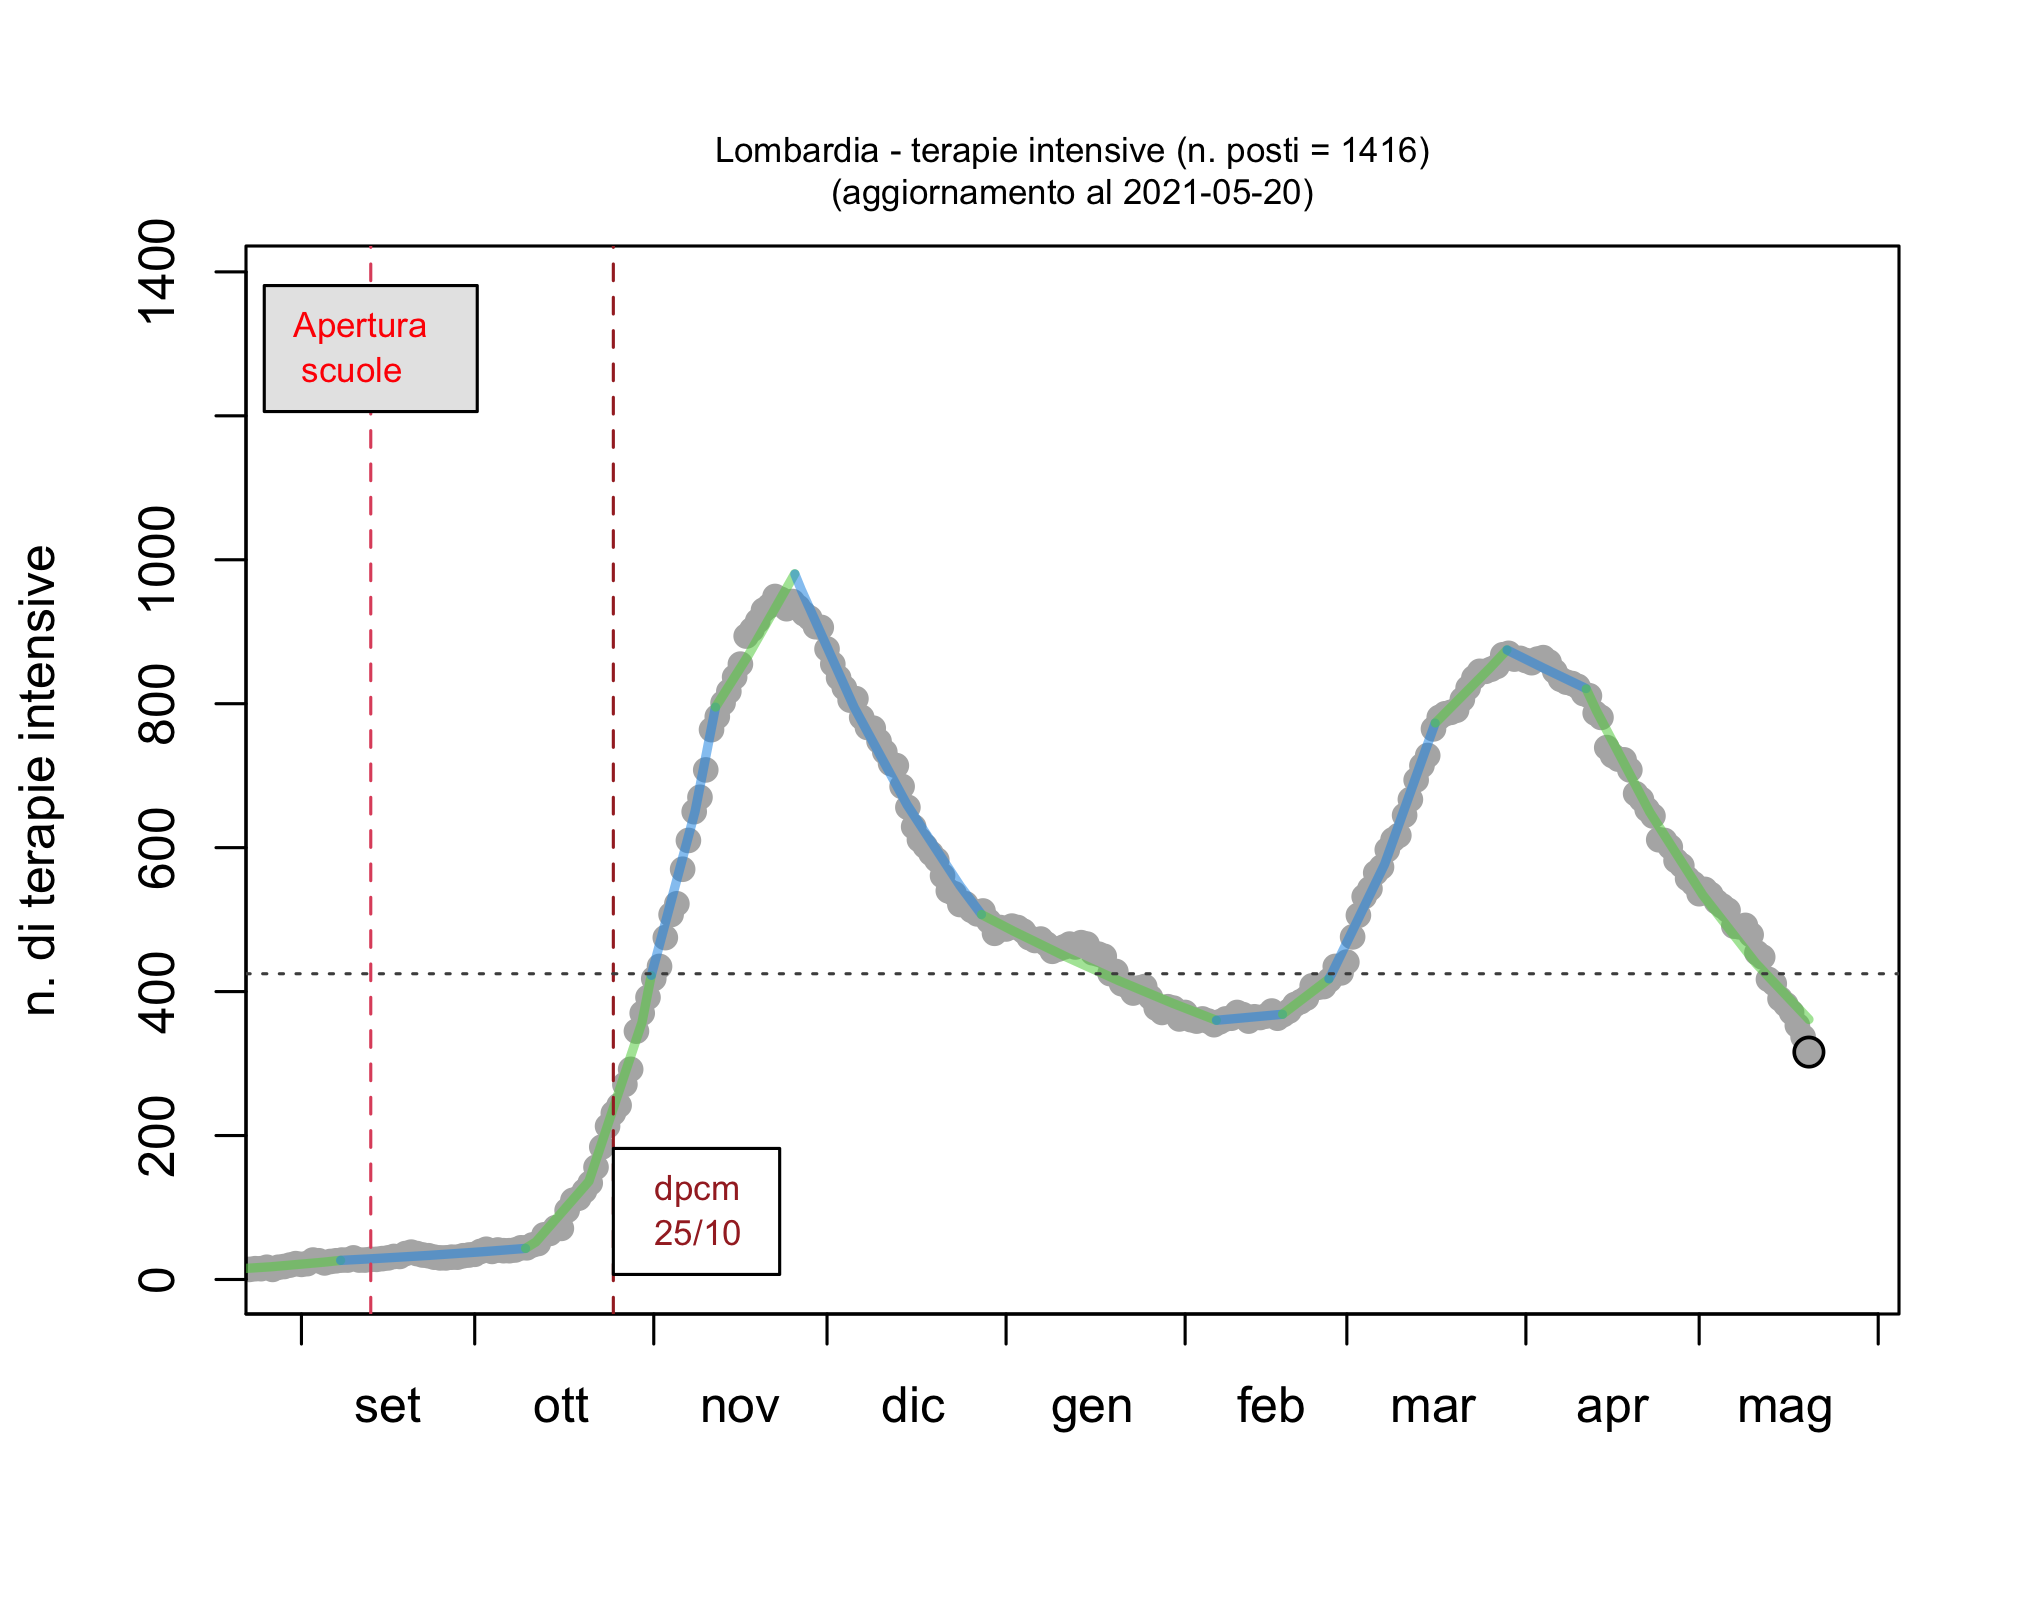 Lombardia - terapie intensive (n. posti = 1416)
(aggiornamento al 2021-05-20)
n. di terapie intensive
1400
1000
800
600
400
200
0
Apertura
scuole
dpcm
25/10
set ott nov dic gen feb mar apr mag